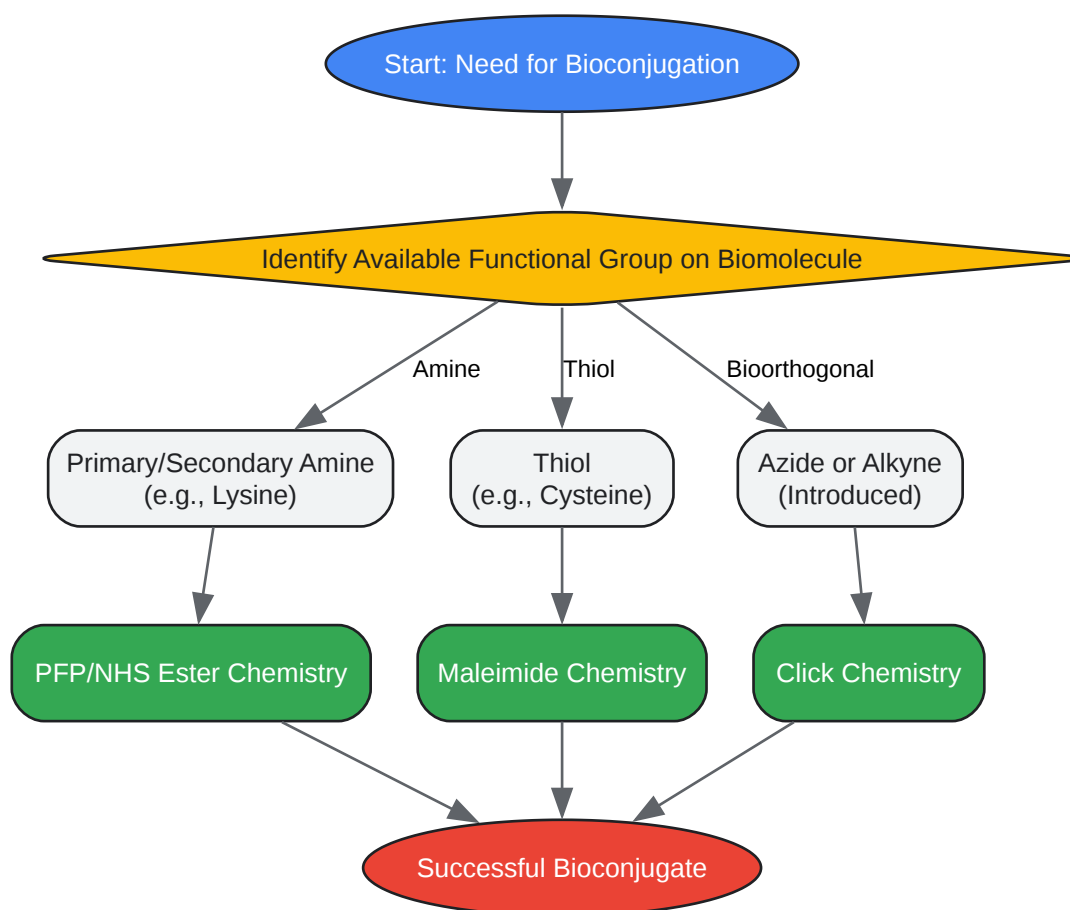 Start: Need for Bioconjugation
Identify Available Functional Group on Biomolecule
Amine
Thiol
Bioorthogonal
Primary/Secondary Amine
(e.g., Lysine)
Thiol
(e.g., Cysteine)
Azide or Alkyne
(Introduced)
PFP/NHS Ester Chemistry
Maleimide Chemistry
Click Chemistry
Successful Bioconjugate